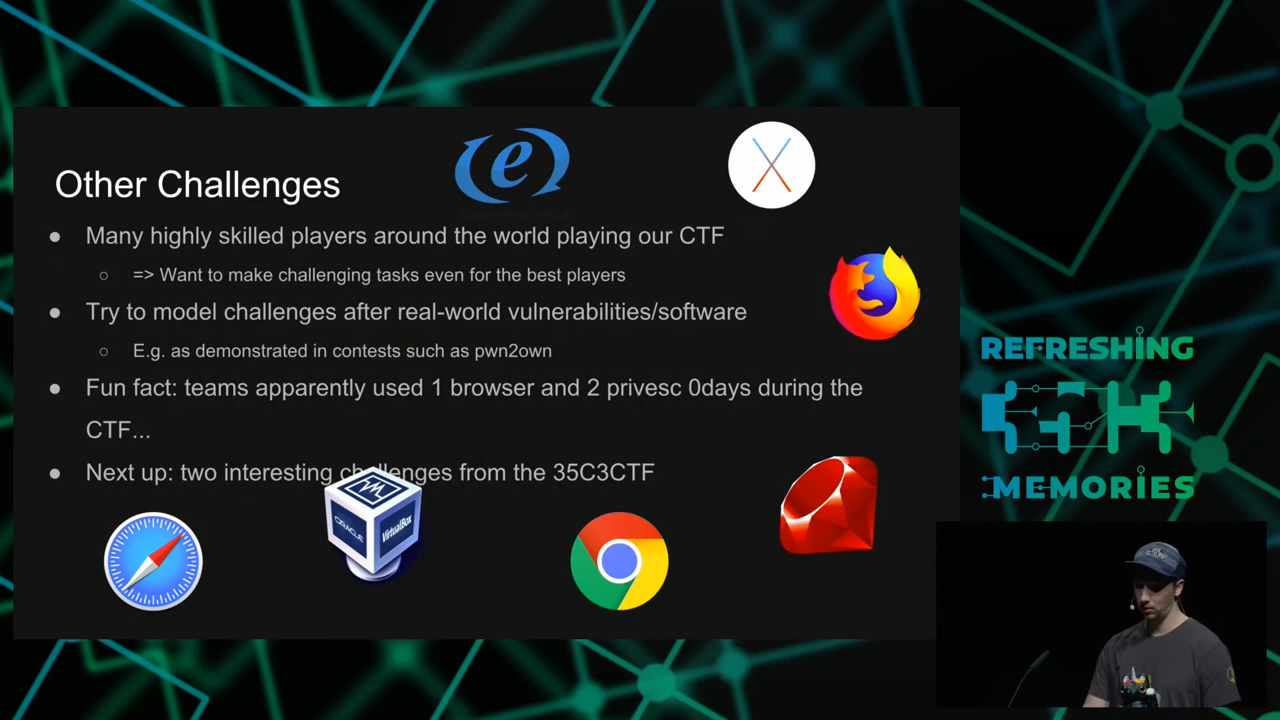 Other Challenges
● Many highly skilled players around the world playing our CTF
○ => Want to make challenging tasks even for the best players
● Try to model challenges after real-world vulnerabilities/software
○ E.g. as demonstrated in contests such as pwn2own
● Fun fact: teams apparently used 1 browser and 2 privesc 0days during the
CTF...
● Next up: two interesting challenges from the 35C3CTF
ORACLE
VirtualBox
REFRESHING
35C3
MEMORIES